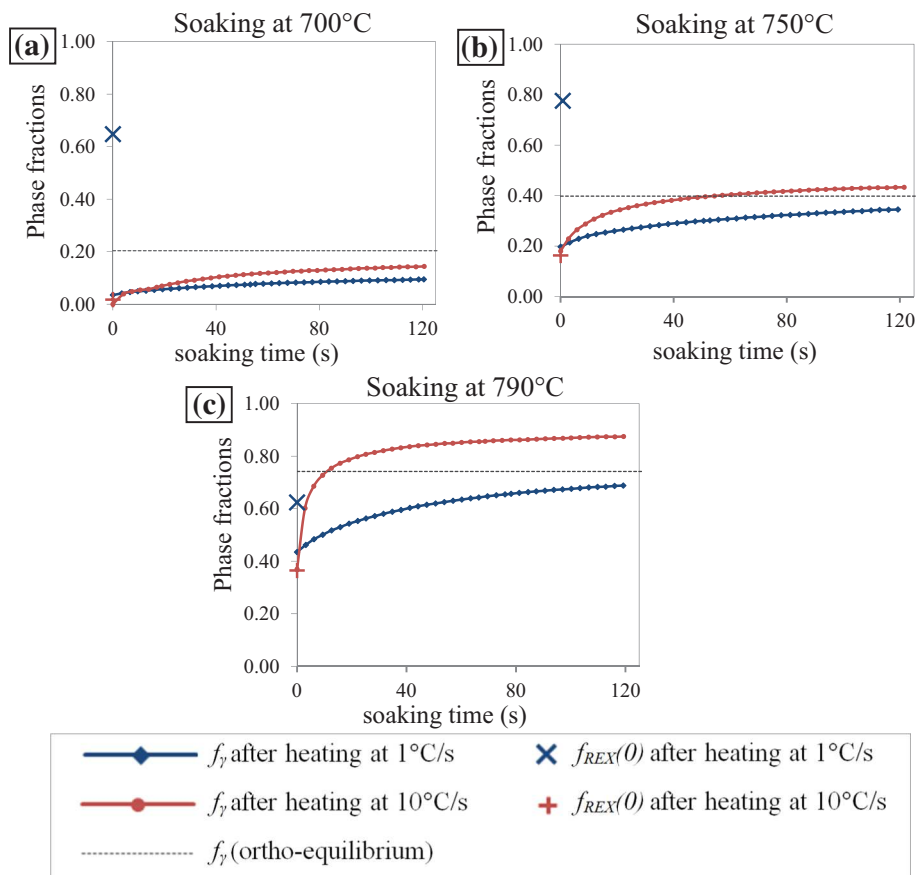 Soaking at 700°C
(a)
Phase fractions
1.00
0.80
0.60
0.40
0.20
0.00
0
40
80
120
soaking time (s)
Soaking at 750°C
(b)
Phase fractions
1.00
0.80
0.60
0.40
0.20
0.00
0
40
80
120
soaking time (s)
Soaking at 790°C
(c)
Phase fractions
1.00
0.80
0.60
0.40
0.20
0.00
0
40
80
120
soaking time (s)
fγ after heating at 1°C/s
fREX(0) after heating at 1°C/s
fγ after heating at 10°C/s
fREX(0) after heating at 10°C/s
fγ (ortho-equilibrium)